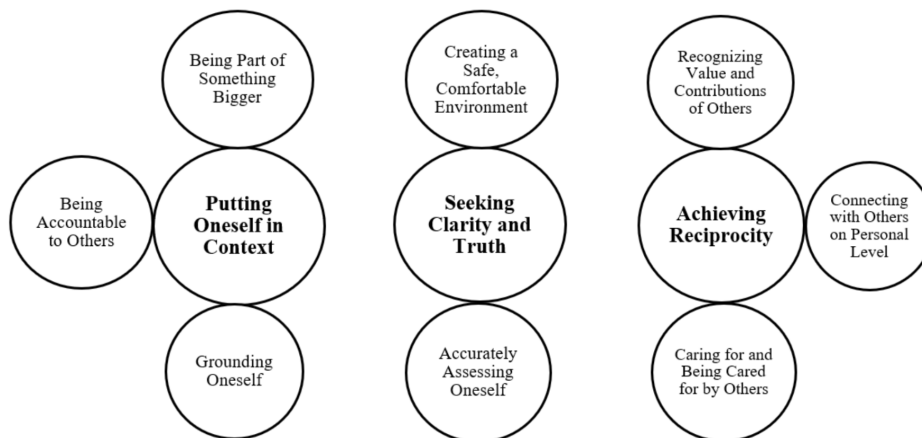 Being Part of
Something
Bigger
Creating a
Safe,
Comfortable
Environment
Recognizing
Value and
Contributions
of Others
Being
Accountable
to Others
Putting
Oneself in
Context
Seeking
Clarity and
Truth
Achieving
Reciprocity
Connecting
with Others
on Personal
Level
Grounding
Oneself
Accurately
Assessing
Oneself
Caring for and
Being Cared
for by Others